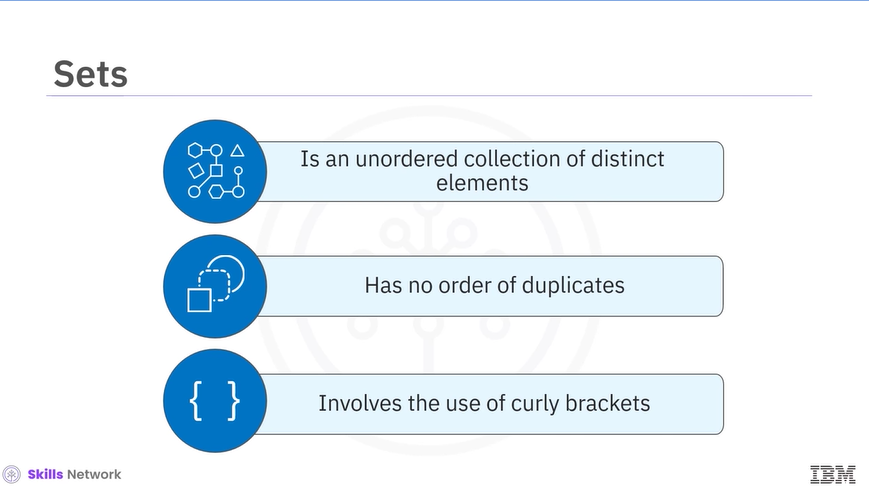 Sets
Is an unordered collection of distinct
elements
Has no order of duplicates
{ }
Involves the use of curly brackets
Skills Network
IBM